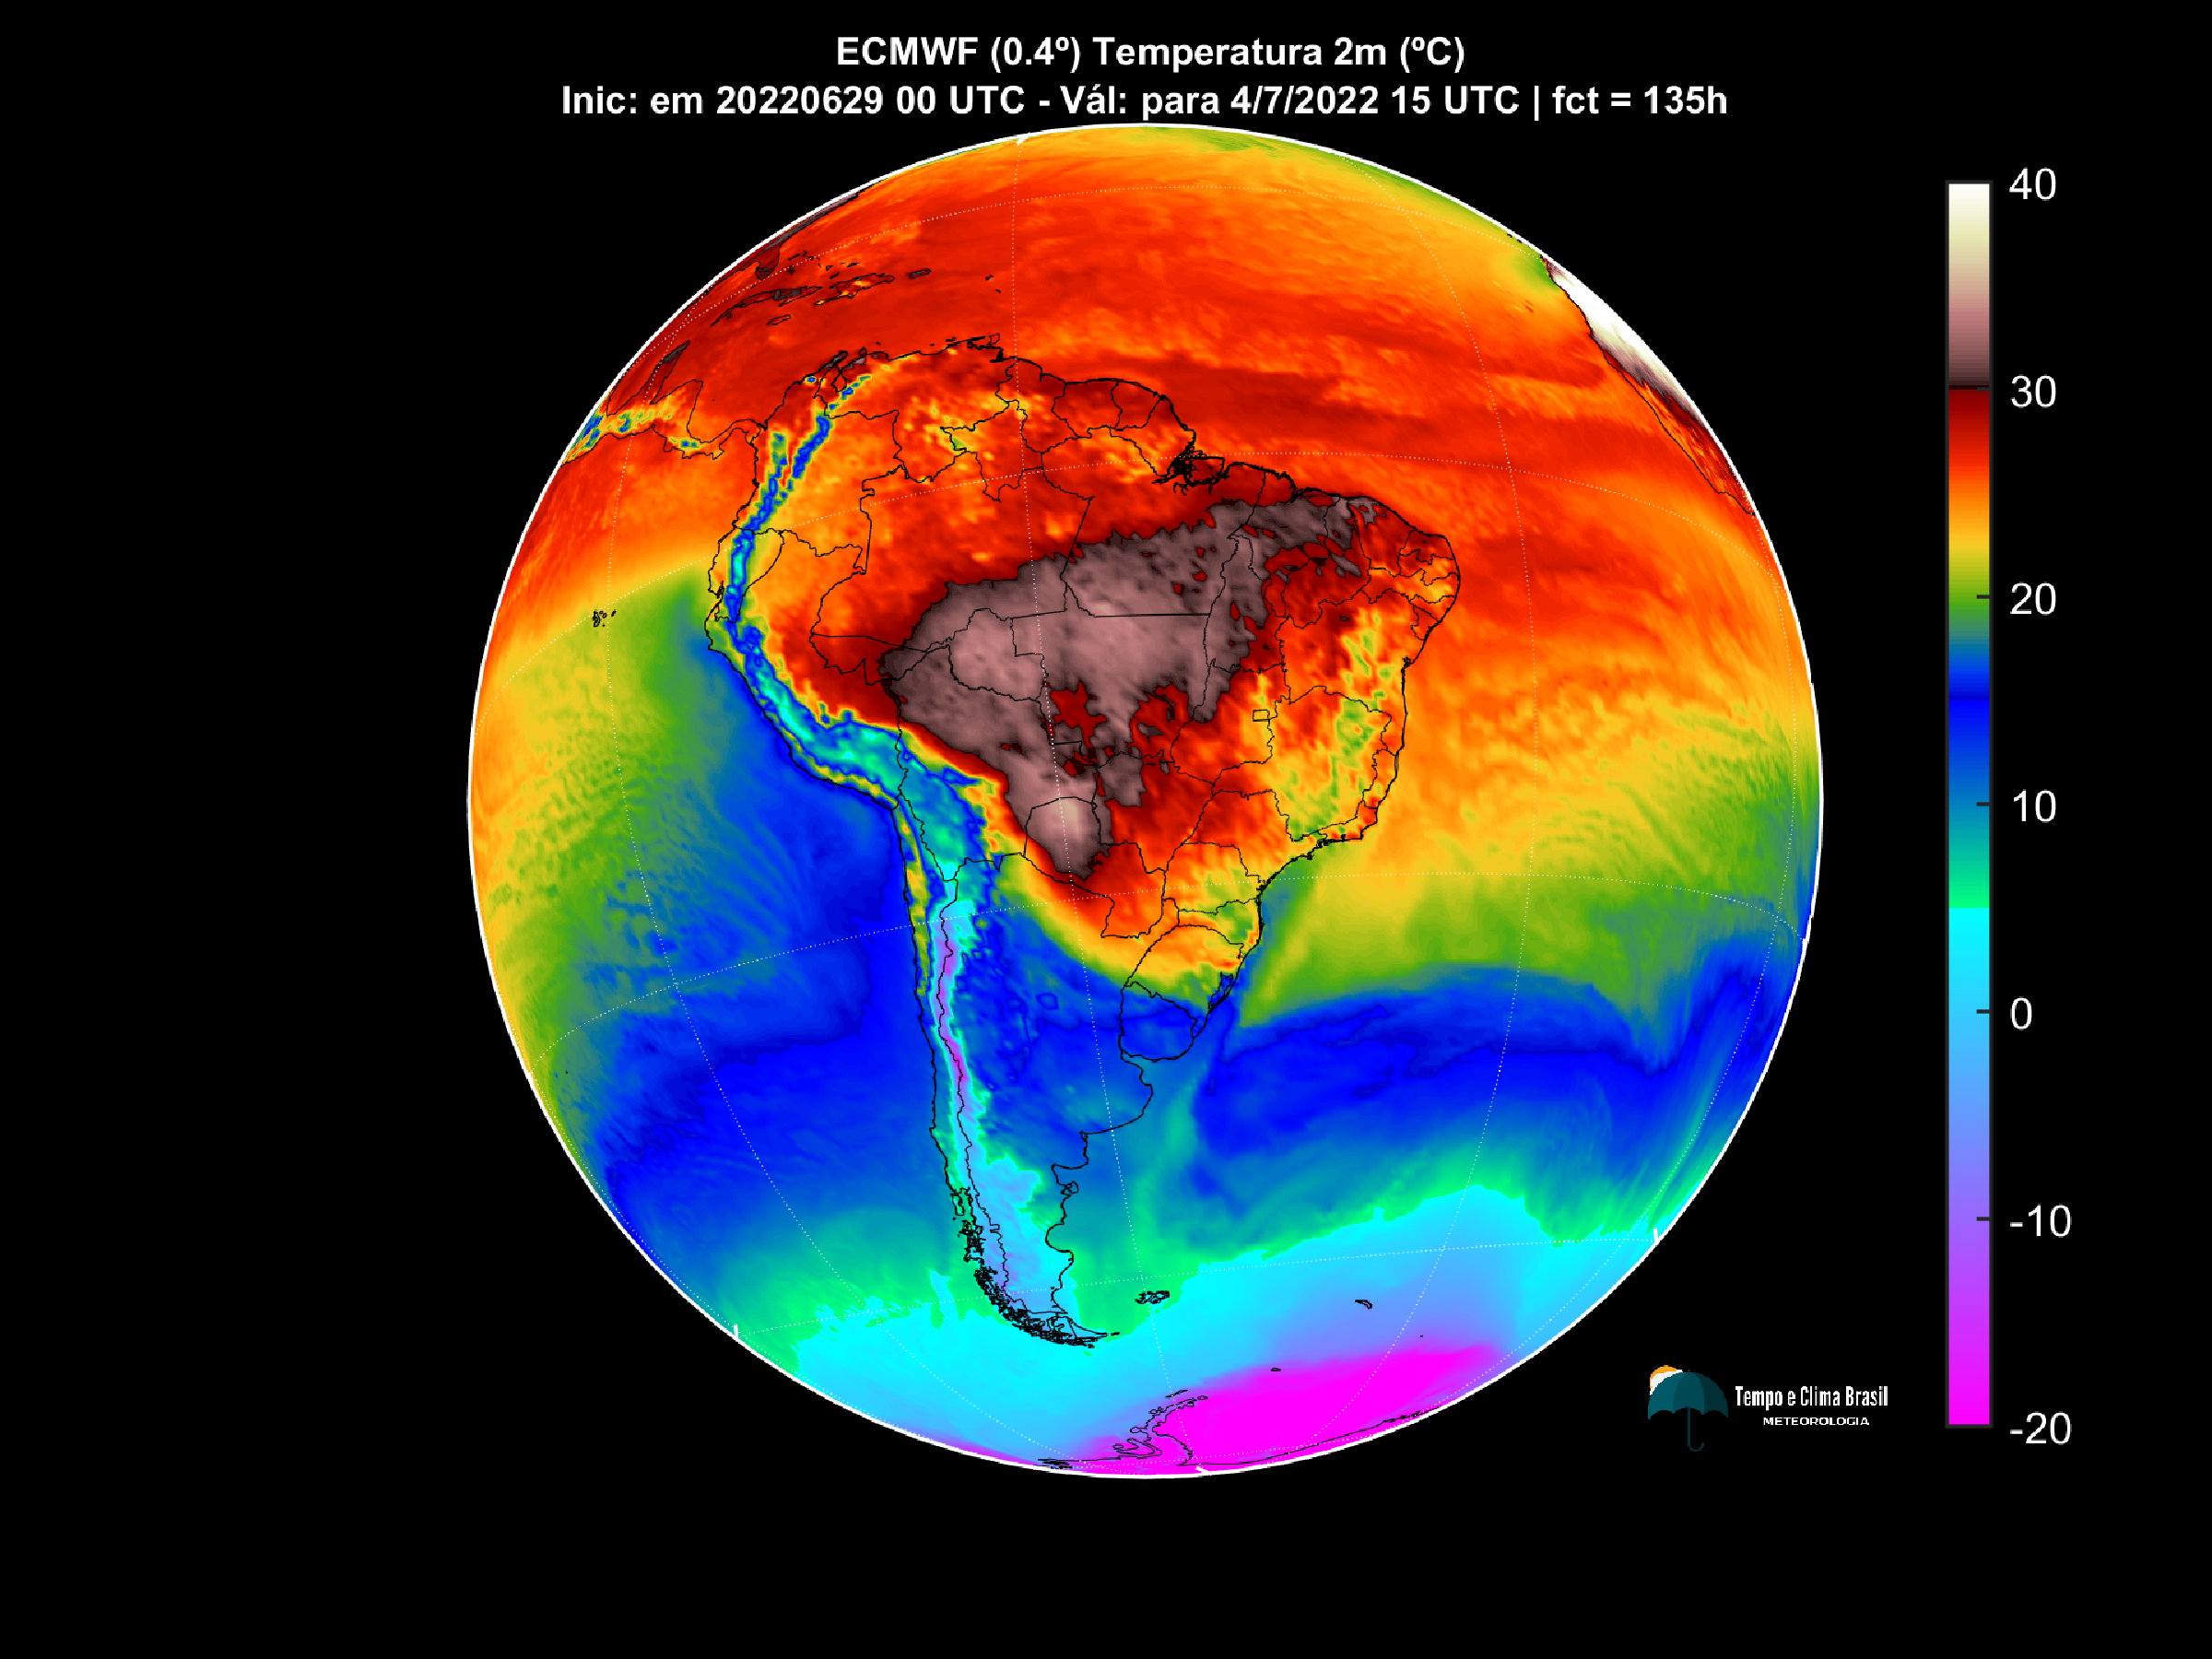 ECMWF (0.4º) Temperatura 2m (ºC)
Inic: em 20220629 00 UTC - Vál: para 4/7/2022 15 UTC | fct = 135h
40
30
20
10
0
-10
-20
Tempo e Clima Brasil
METEOROLOGIA